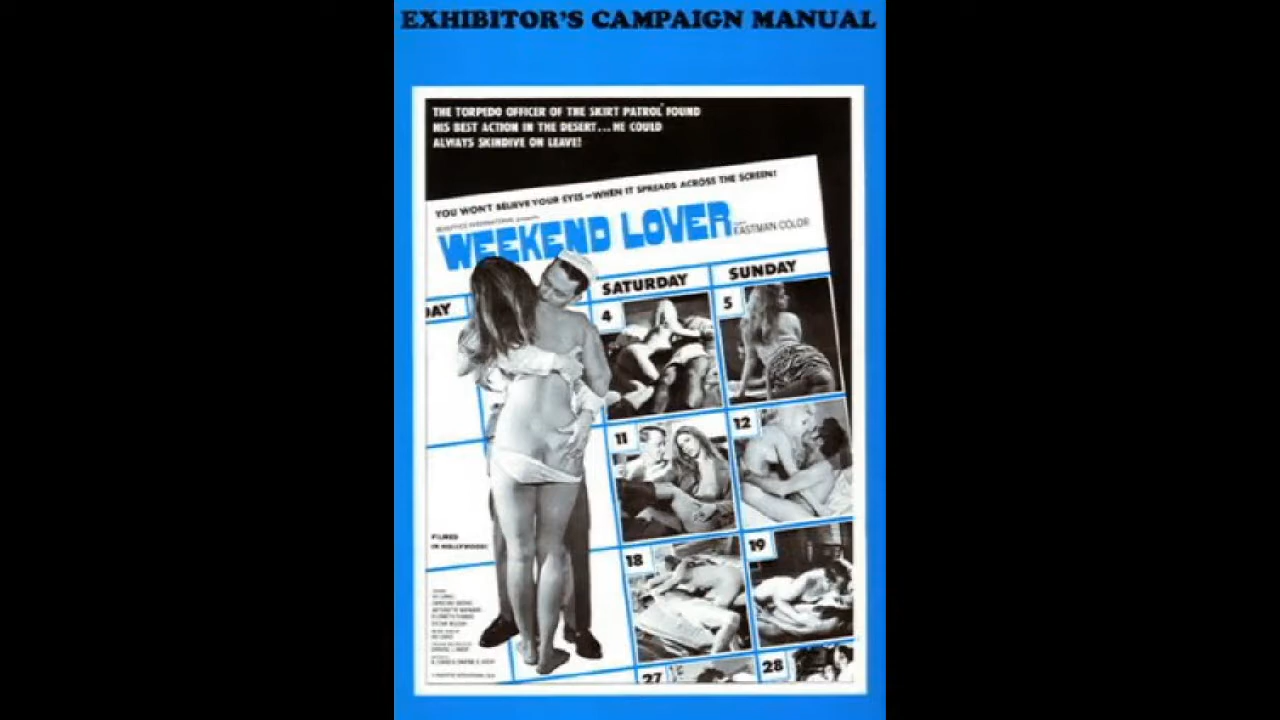 EXHIBITOR'S CAMPAIGN MANUAL
THE TORPEDO OFFICER OF THE SKIRT PATROL FOUND
HIS BEST ACTION IN THE DESERT...HE COULD
ALWAYS SKINDIVE ON LEAVE!
YOU WON'T BELIEVE YOUR EYES—WHEN IT SPREADS ACROSS THE SCREEN!
INTERNATIONAL presents
WEEKEND LOVER
EASTMAN COLOR
DAY
SATURDAY
SUNDAY
4
5
11
12
18
19
27
28
FILMED
IN HOLLYWOOD!